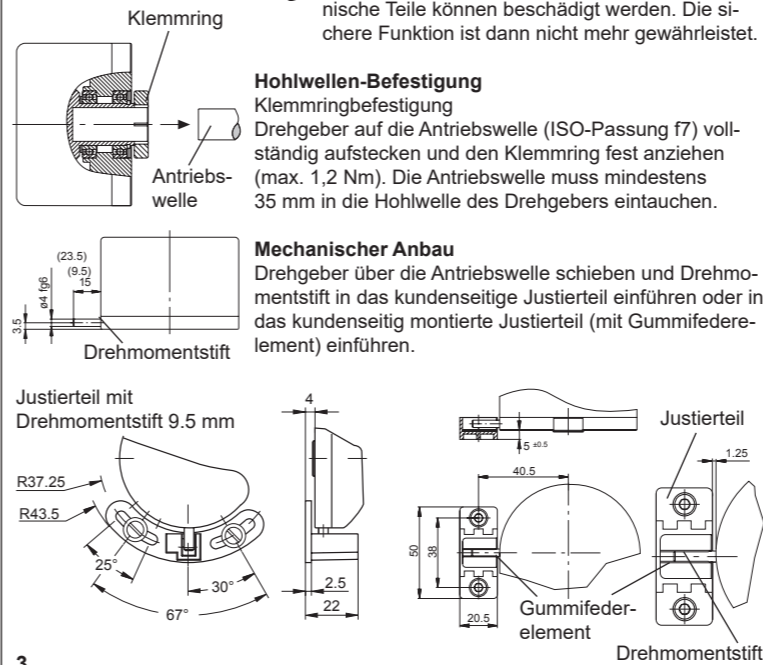 nische Teile können beschädigt werden. Die si-
chere Funktion ist dann nicht mehr gewährleistet.
Klemmring
Antriebs-
welle
Hohlwellen-Befestigung
Klemmringbefestigung
Drehgeber auf die Antriebswelle (ISO-Passung f7) voll-
ständig aufstecken und den Klemmring fest anziehen
(max. 1,2 Nm). Die Antriebswelle muss mindestens
35 mm in die Hohlwelle des Drehgebers eintauchen.
(23.5)
(9.5)
15
ø4 fg6
3.5
Drehmomentstift
Mechanischer Anbau
Drehgeber über die Antriebswelle schieben und Drehmo-
mentstift in das kundenseitige Justierteil einführen oder in
das kundenseitig montierte Justierteil (mit Gummifedere-
lement) einführen.
Justierteil mit
Drehmomentstift 9.5 mm
R37.25
R43.5
25°
30°
67°
4
2.5
22
5 ±0.5
40.5
50
38
20.5
Justierteil
1.25
Gummifeder-
element
Drehmomentstift
3